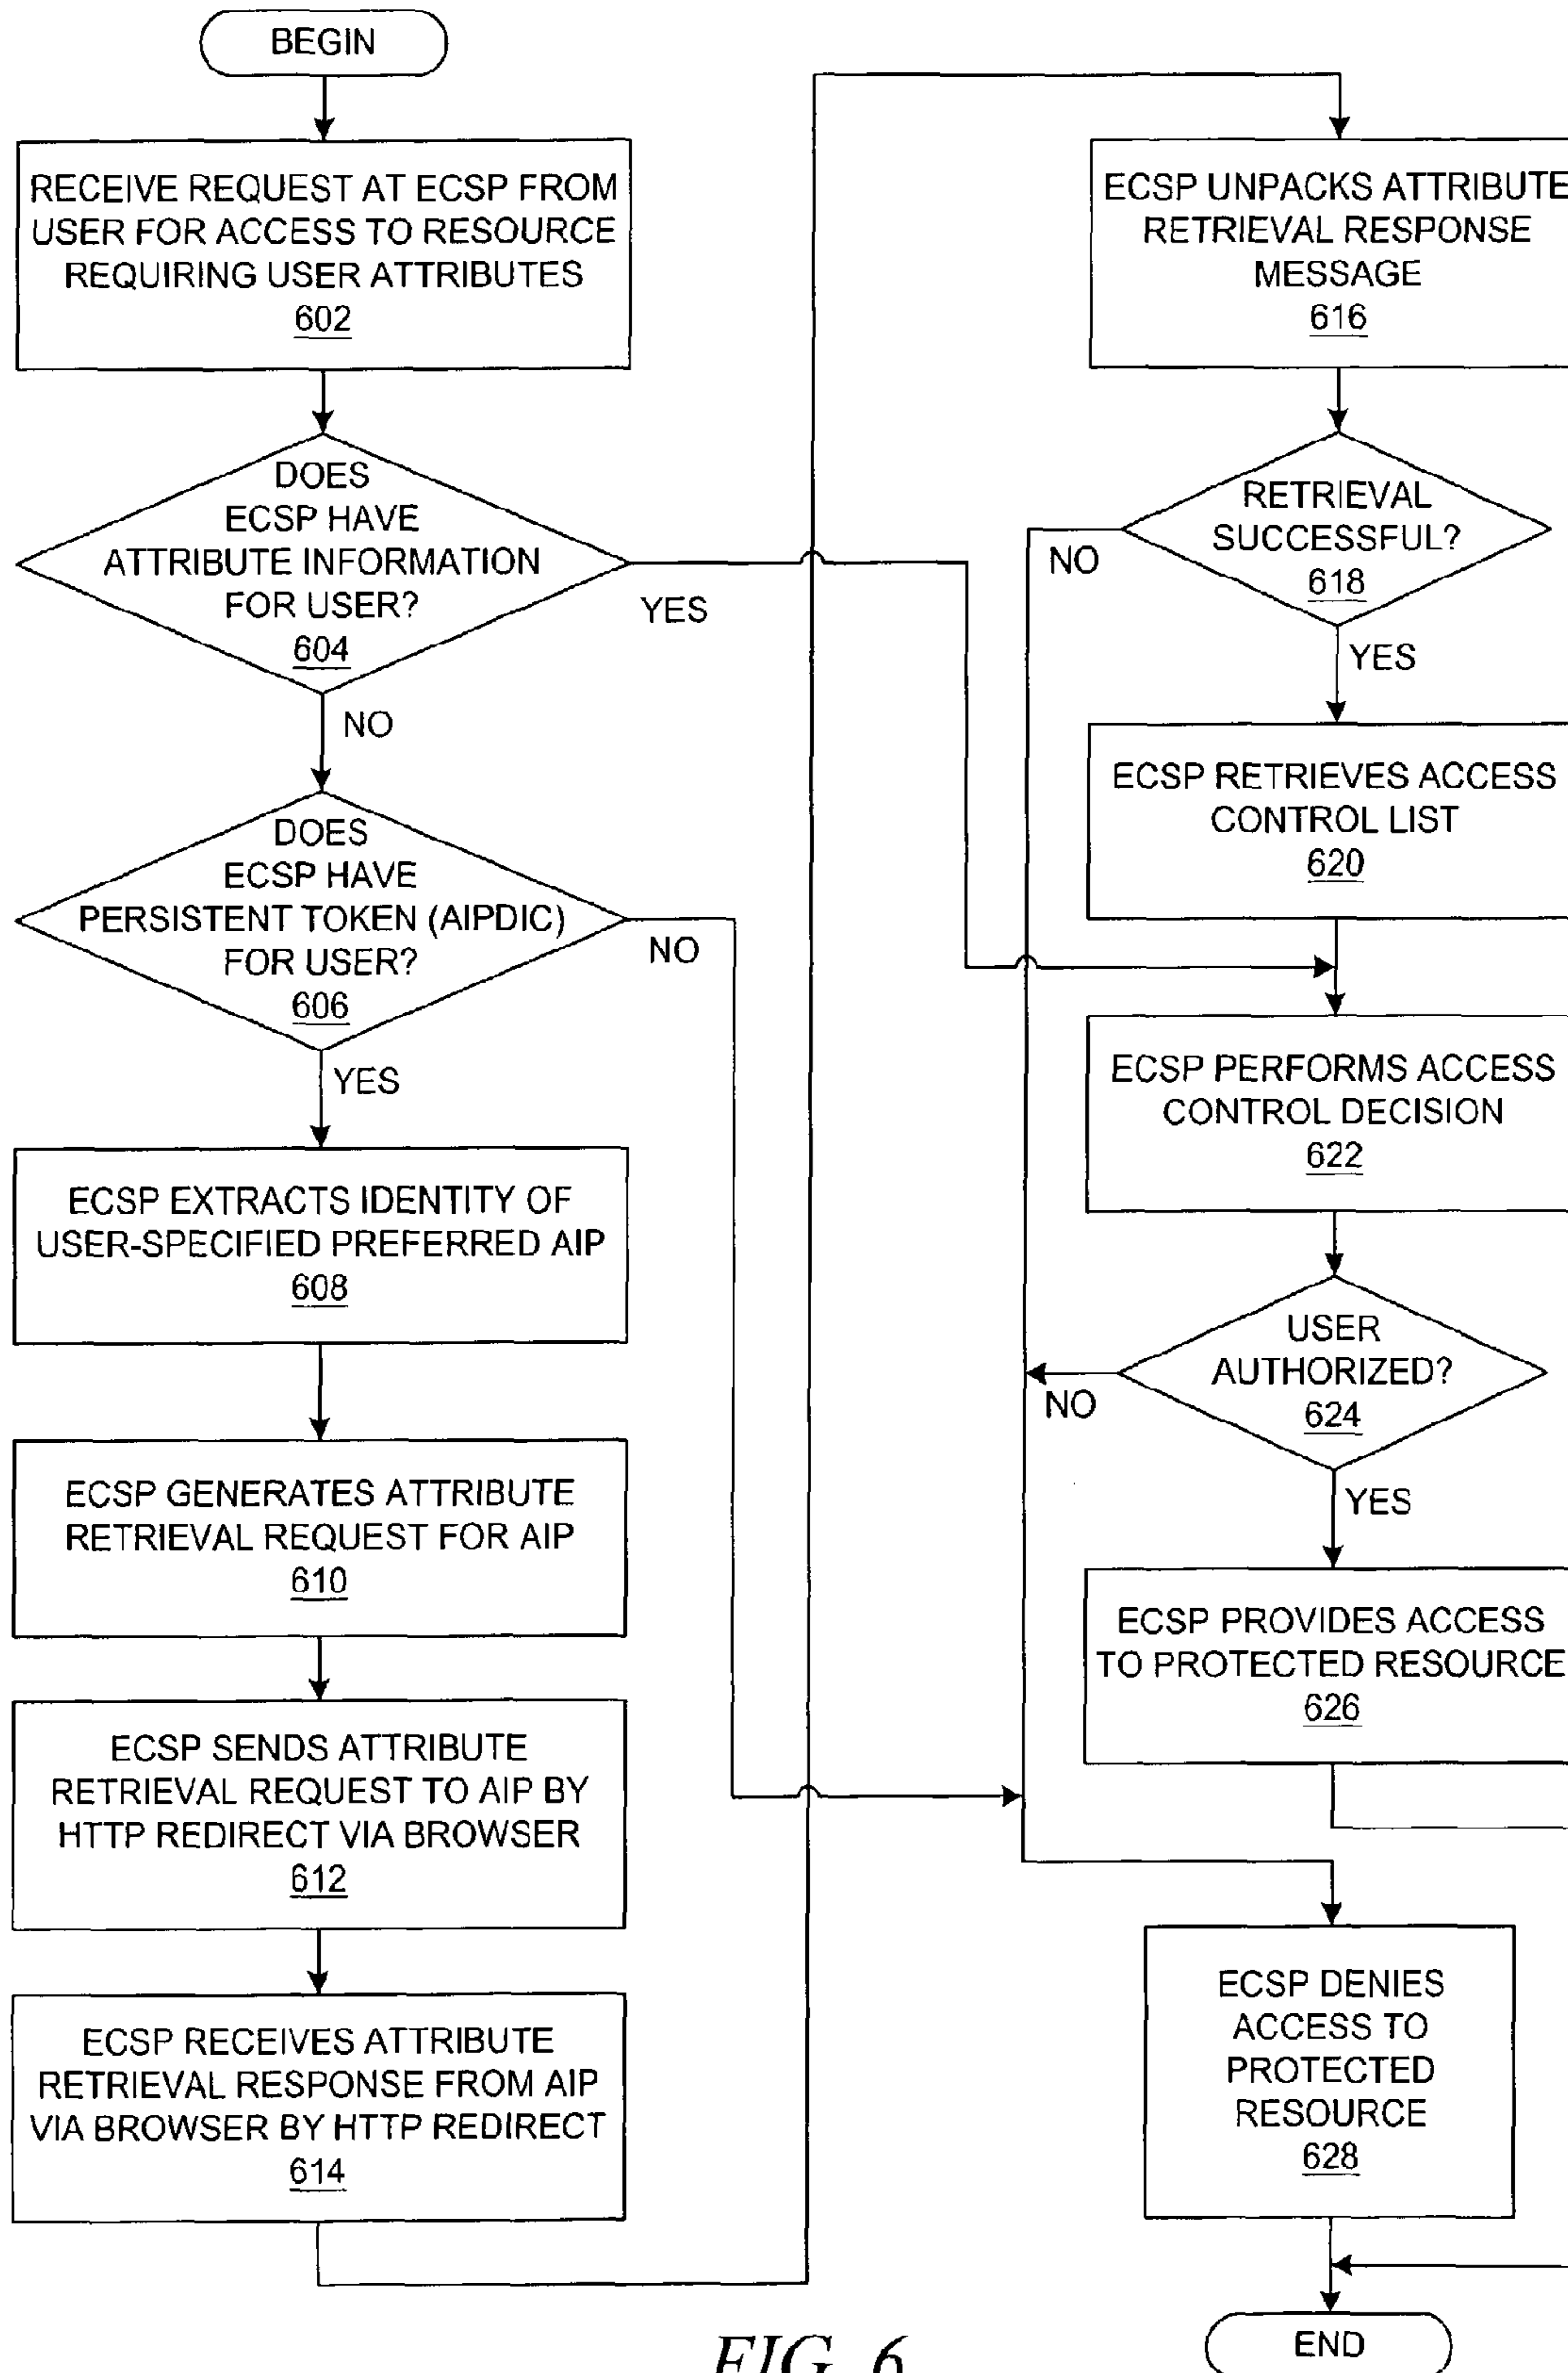 BEGIN
RECEIVE REQUEST AT ECSP FROM
USER FOR ACCESS TO RESOURCE
REQUIRING USER ATTRIBUTES
602
DOES
ECSP HAVE
ATTRIBUTE INFORMATION
FOR USER?
604
YES
NO
DOES
ECSP HAVE
PERSISTENT TOKEN (AIPDIC)
FOR USER?
606
NO
YES
ECSP EXTRACTS IDENTITY OF
USER-SPECIFIED PREFERRED AIP
608
ECSP GENERATES ATTRIBUTE
RETRIEVAL REQUEST FOR AIP
610
ECSP SENDS ATTRIBUTE
RETRIEVAL REQUEST TO AIP BY
HTTP REDIRECT VIA BROWSER
612
ECSP RECEIVES ATTRIBUTE
RETRIEVAL RESPONSE FROM AIP
VIA BROWSER BY HTTP REDIRECT
614
ECSP UNPACKS ATTRIBUTE
RETRIEVAL RESPONSE
MESSAGE
616
RETRIEVAL
SUCCESSFUL?
618
NO
YES
ECSP RETRIEVES ACCESS
CONTROL LIST
620
ECSP PERFORMS ACCESS
CONTROL DECISION
622
USER
AUTHORIZED?
624
NO
YES
ECSP PROVIDES ACCESS
TO PROTECTED RESOURCE
626
ECSP DENIES
ACCESS TO
PROTECTED
RESOURCE
628
END
FIG. 6